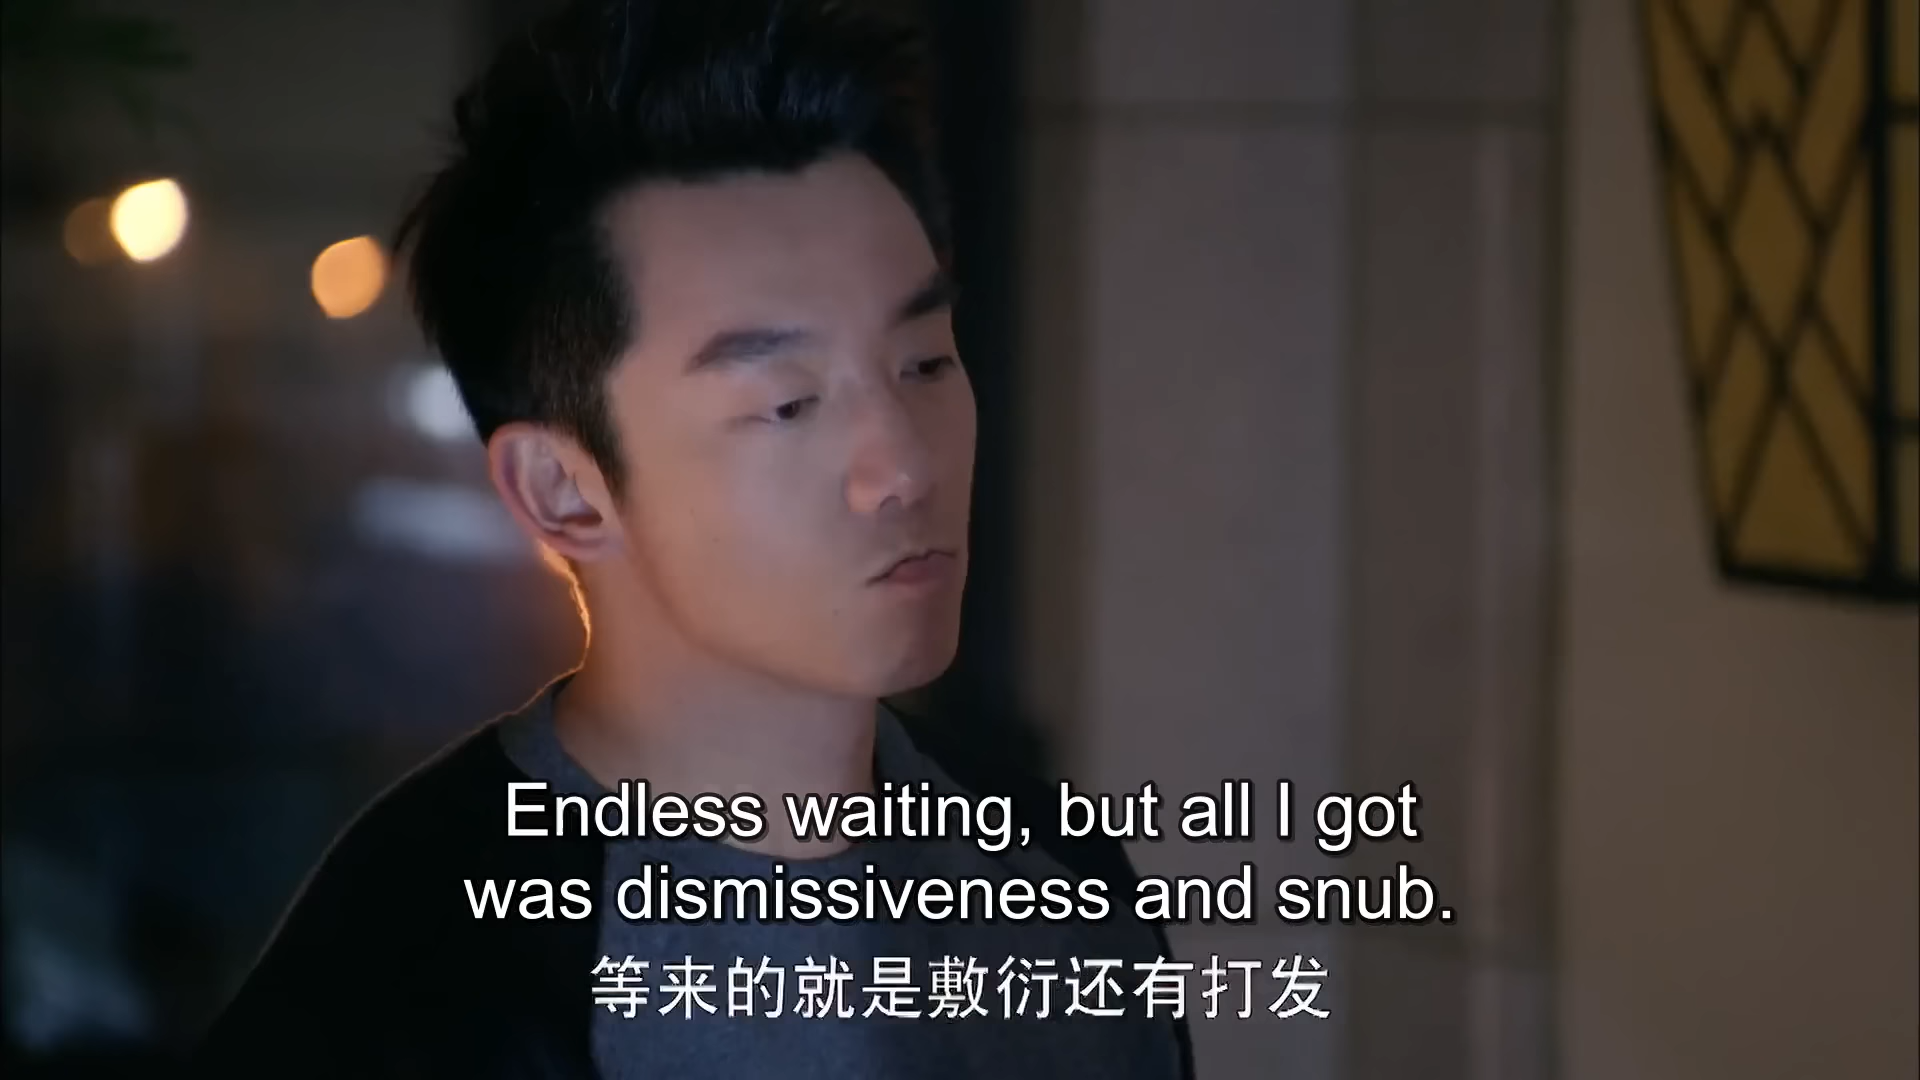 Endless waiting, but all I got
was dismissiveness and snub.
等来的就是敷衍还有打发